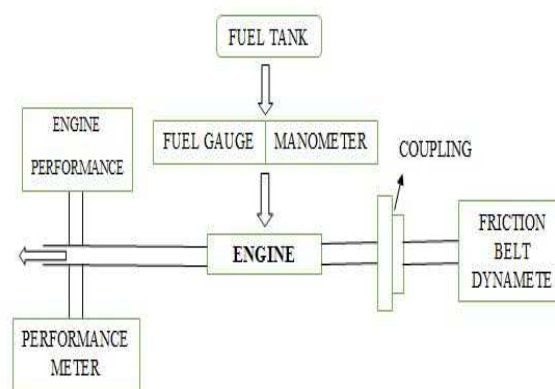 FUEL TANK
ENGINE
PERFORMANCE
FUEL GAUGE
MANOMETER
COUPLING
ENGINE
FRICTION
BELT
DYNAMETE
PERFORMANCE
METER